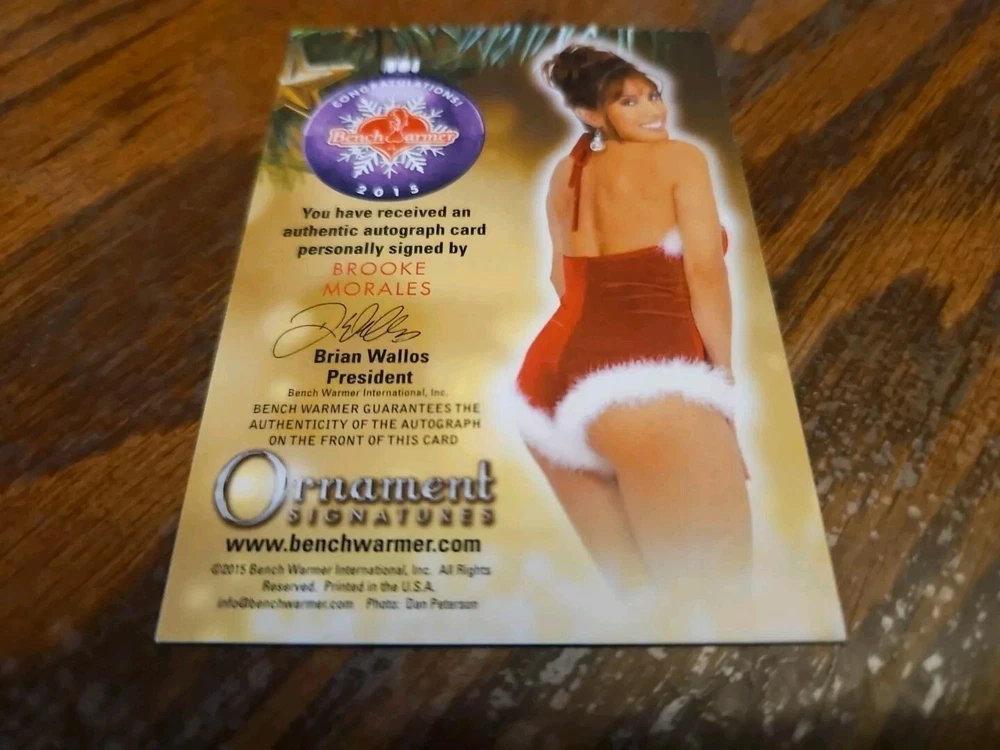 CONGRATULATIONS!
BenchWarmer
2015
You have received an
authentic autograph card
personally signed by
BROOKE
MORALES
Brian Wallos
President
Bench Warmer International, Inc.
BENCH WARMER GUARANTEES THE
AUTHENTICITY OF THE AUTOGRAPH
ON THE FRONT OF THIS CARD
Ornament
SIGNATURES
www.benchwarmer.com
©2015 Bench Warmer International, Inc. All Rights
Reserved. Printed in the U.S.A.
info@benchwarmer.com Photo: Dan Peterson